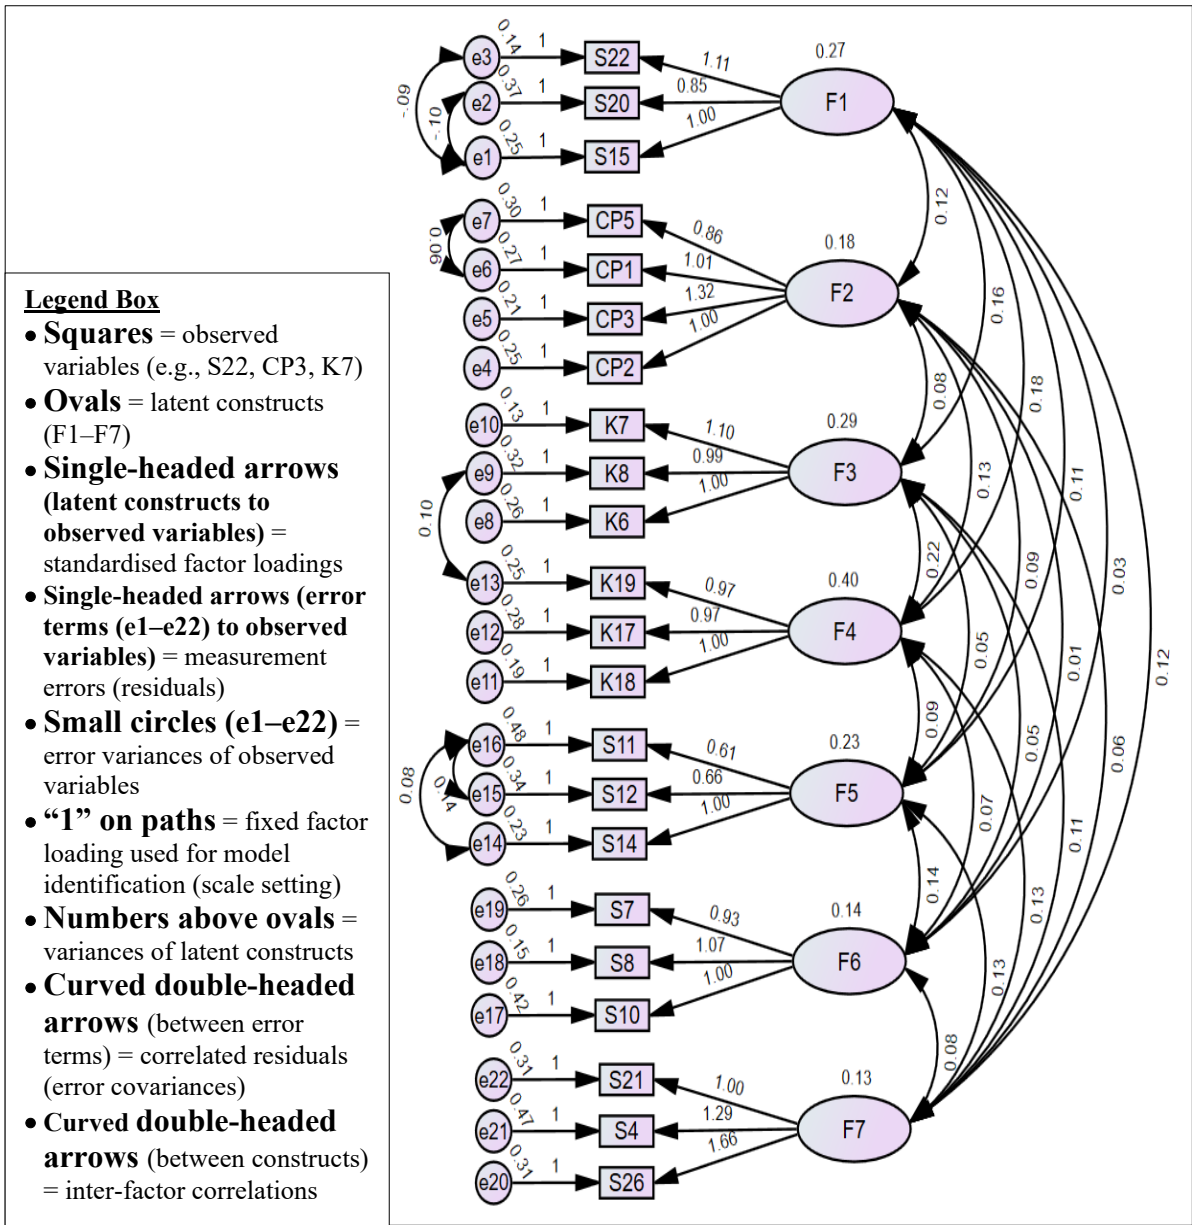 0.14
1
e3
S22
1.11
0.27
0.37
1
e2
S20
0.85
F1
-.09
-.10
0.25
1
e1
S15
1.00
0.30
1
e7
CP5
0.86
0.12
0.06
0.27
1
e6
CP1
1.01
0.18
F2
0.21
1
e5
CP3
1.32
0.16
0.25
1
e4
CP2
1.00
0.08
0.18
0.13
1
e10
K7
1.10
0.29
0.32
1
e9
K8
0.99
F3
0.13
0.11
0.10
0.26
1
e8
K6
1.00
0.22
0.09
0.03
0.25
1
e13
K19
0.97
0.40
0.28
1
e12
K17
0.97
F4
0.05
0.01
0.12
0.19
1
e11
K18
1.00
0.09
0.05
0.06
0.48
1
e16
S11
0.61
0.23
0.08
0.14
0.34
1
e15
S12
0.66
F5
0.07
0.11
0.23
1
e14
S14
1.00
0.14
0.13
0.26
1
e19
S7
0.93
0.14
0.15
1
e18
S8
1.07
F6
0.13
0.42
1
e17
S10
1.00
0.08
0.31
1
e22
S21
1.00
0.13
0.47
1
e21
S4
1.29
F7
0.31
1
e20
S26
1.66
Legend Box
• Squares = observed
variables (e.g., S22, CP3, K7)
• Ovals = latent constructs
(F1–F7)
• Single-headed arrows
(latent constructs to
observed variables) =
standardised factor loadings
• Single-headed arrows (error
terms (e1–e22) to observed
variables) = measurement
errors (residuals)
• Small circles (e1–e22) =
error variances of observed
variables
• “1” on paths = fixed factor
loading used for model
identification (scale setting)
• Numbers above ovals =
variances of latent constructs
• Curved double-headed
arrows (between error
terms) = correlated residuals
(error covariances)
• Curved double-headed
arrows (between constructs)
= inter-factor correlations